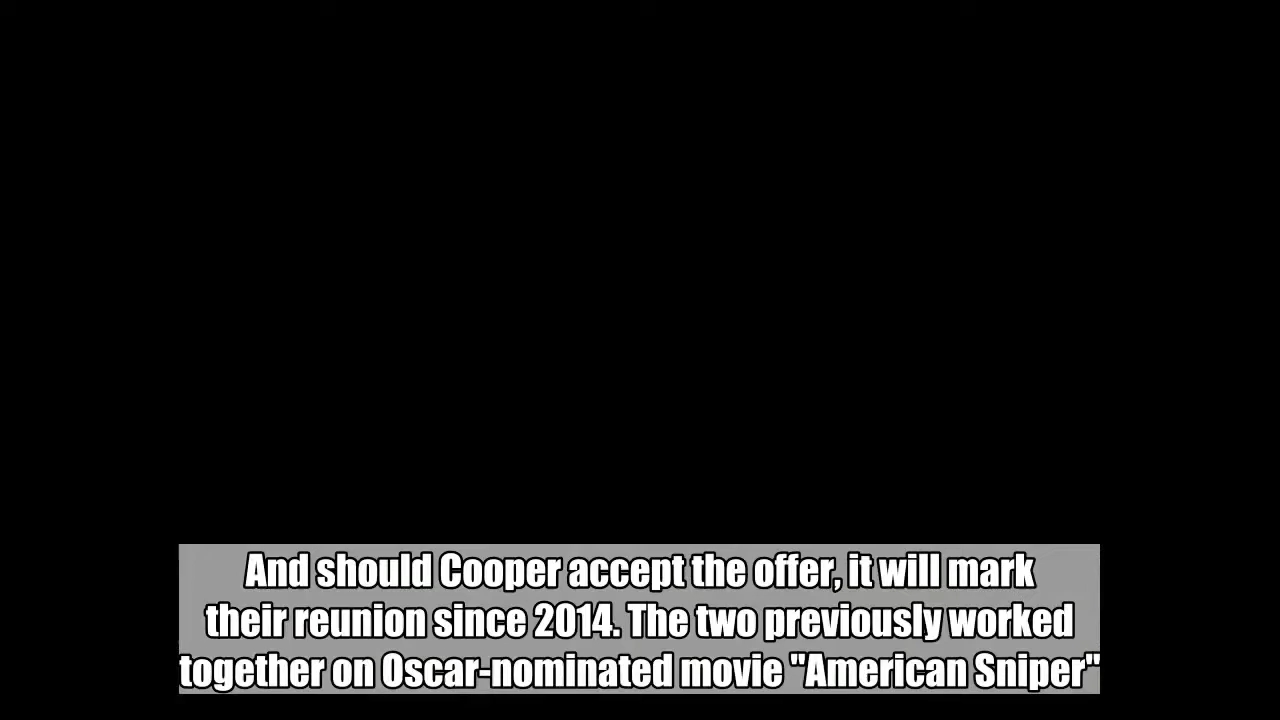 And should Cooper accept the offer, it will mark
their reunion since 2014. The two previously worked
together on Oscar-nominated movie "American Sniper"